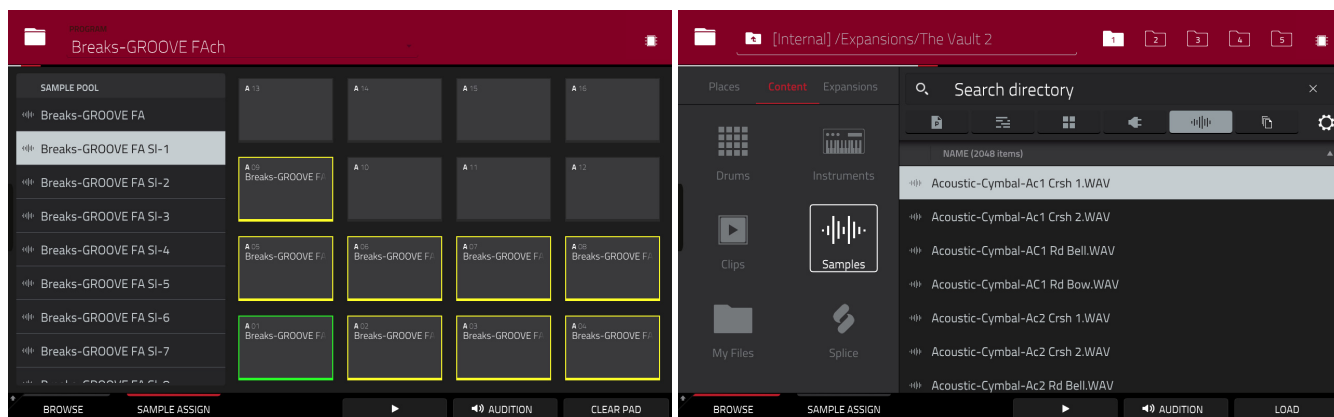 PROGRAM
Breaks-GROOVE FAch
SAMPLE POOL
Breaks-GROOVE FA
Breaks-GROOVE FA Sl-1
Breaks-GROOVE FA Sl-2
Breaks-GROOVE FA Sl-3
Breaks-GROOVE FA Sl-4
Breaks-GROOVE FA Sl-5
Breaks-GROOVE FA Sl-6
Breaks-GROOVE FA Sl-7
A 13
A 14
A 15
A 16
A 09
Breaks-GROOVE FA
A 10
A 11
A 12
A 05
Breaks-GROOVE FA
A 06
Breaks-GROOVE FA
A 07
Breaks-GROOVE FA
A 08
Breaks-GROOVE FA
A 01
Breaks-GROOVE FA
A 02
Breaks-GROOVE FA
A 03
Breaks-GROOVE FA
A 04
Breaks-GROOVE FA
BROWSE
SAMPLE ASSIGN
AUDITION
CLEAR PAD
[Internal] /Expansions/The Vault 2
1
2
3
4
5
Places
Content
Expansions
Drums
Instruments
Clips
Samples
My Files
Splice
Search directory
NAME (2048 items)
Acoustic-Cymbal-Ac1 Crsh 1.WAV
Acoustic-Cymbal-Ac1 Crsh 2.WAV
Acoustic-Cymbal-AC1 Rd Bell.WAV
Acoustic-Cymbal-AC1 Rd Bow.WAV
Acoustic-Cymbal-Ac2 Crsh 1.WAV
Acoustic-Cymbal-Ac2 Crsh 2.WAV
Acoustic-Cymbal-Ac2 Rd Bell.WAV
BROWSE
SAMPLE ASSIGN
AUDITION
LOAD